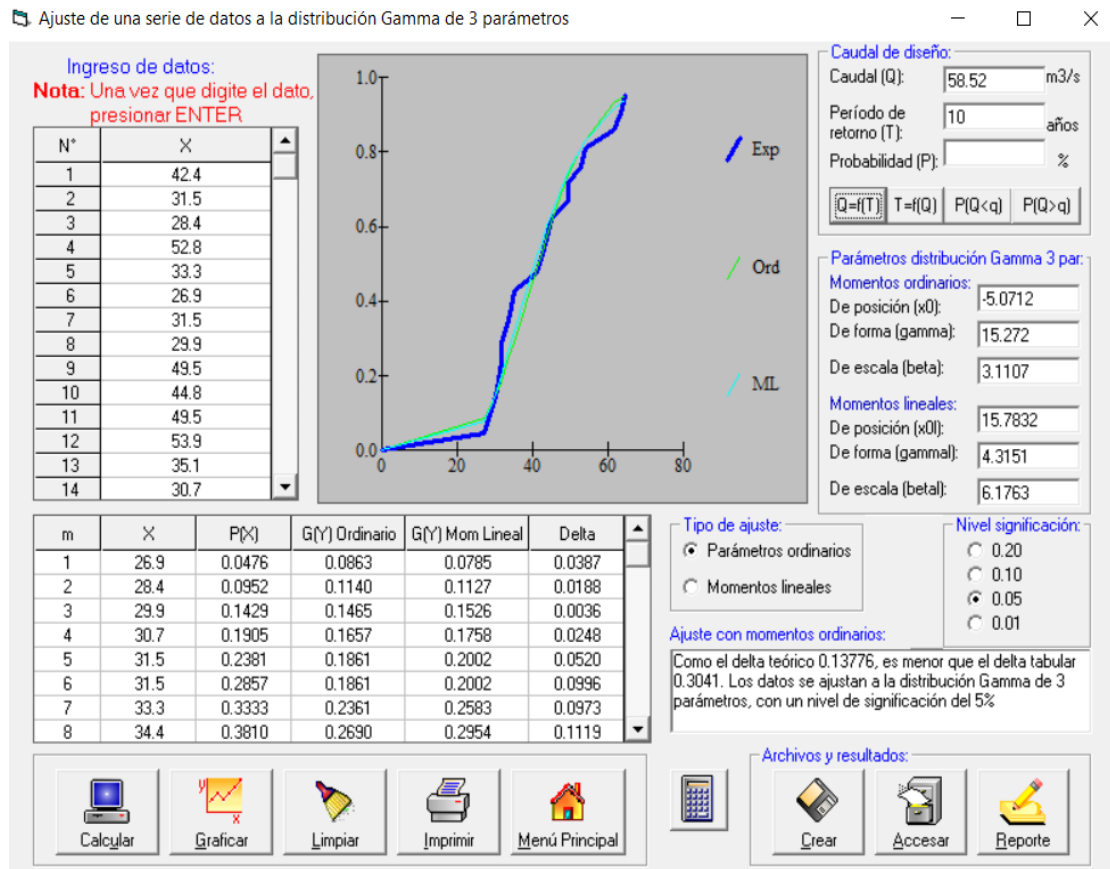 Ajuste de una serie de datos a la distribución Gamma de 3 parámetros
Ingreso de datos:
Nota: Una vez que digite el dato,
presionar ENTER
N° X
1 42.4
2 31.5
3 28.4
4 52.8
5 33.3
6 26.9
7 31.5
8 29.9
9 49.5
10 44.8
11 49.5
12 53.9
13 35.1
14 30.7
1.0
0.8
0.6
0.4
0.2
0.0
0 20 40 60 80
Exp
Ord
ML
Caudal de diseño:
Caudal (Q): 58.52 m3/s
Período de
retorno (T): 10 años
Probabilidad (P): %
Q=f(T) T=f(Q) P(Q<q) P(Q>q)
Parámetros distribución Gamma 3 par:
Momentos ordinarios:
De posición (x0): -5.0712
De forma (gamma): 15.272
De escala (beta): 3.1107
Momentos lineales:
De posición (x0l): 15.7832
De forma (gammal): 4.3151
De escala (betal): 6.1763
m X P(X) G(Y) Ordinario G(Y) Mom Lineal Delta
1 26.9 0.0476 0.0863 0.0785 0.0387
2 28.4 0.0952 0.1140 0.1127 0.0188
3 29.9 0.1429 0.1465 0.1526 0.0036
4 30.7 0.1905 0.1657 0.1758 0.0248
5 31.5 0.2381 0.1861 0.2002 0.0520
6 31.5 0.2857 0.1861 0.2002 0.0996
7 33.3 0.3333 0.2361 0.2583 0.0973
8 34.4 0.3810 0.2690 0.2954 0.1119
Tipo de ajuste:
Parámetros ordinarios
Momentos lineales
Nivel significación:
0.20
0.10
0.05
0.01
Ajuste con momentos ordinarios:
Como el delta teórico 0.13776, es menor que el delta tabular
0.3041. Los datos se ajustan a la distribución Gamma de 3
parámetros, con un nivel de significación del 5%
Calcular Graficar Limpiar Imprimir Menú Principal
y
x
Archivos y resultados:
Crear Accesar Reporte